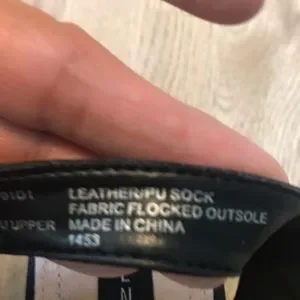 LEATHER/PU SOCK
FABRIC FLOCKED OUTSOLE
UPPER MADE IN CHINA
1453